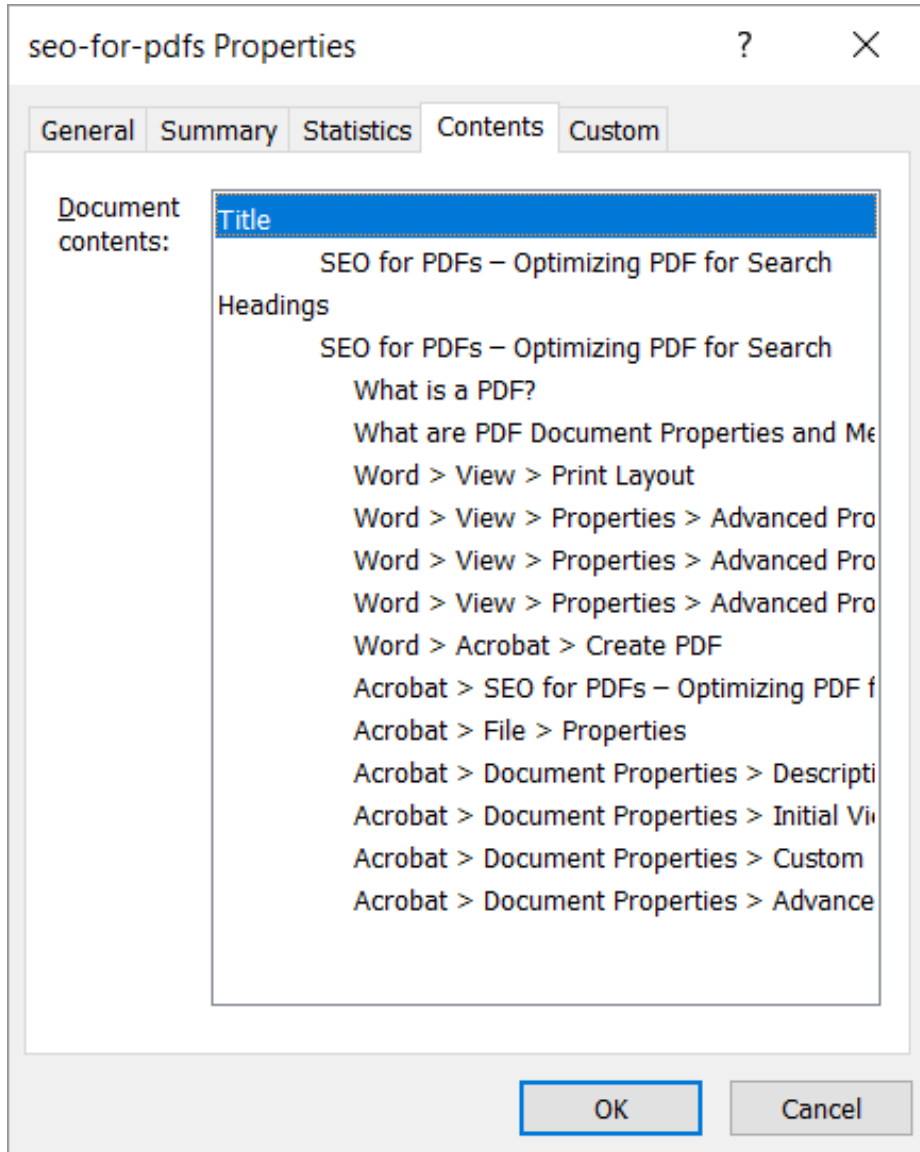 seo-for-pdfs Properties ? ×
General Summary Statistics Contents Custom
Document
contents:
Title
SEO for PDFs – Optimizing PDF for Search
Headings
SEO for PDFs – Optimizing PDF for Search
What is a PDF?
What are PDF Document Properties and Me
Word > View > Print Layout
Word > View > Properties > Advanced Pro
Word > View > Properties > Advanced Pro
Word > View > Properties > Advanced Pro
Word > Acrobat > Create PDF
Acrobat > SEO for PDFs – Optimizing PDF f
Acrobat > File > Properties
Acrobat > Document Properties > Descripti
Acrobat > Document Properties > Initial Vi
Acrobat > Document Properties > Custom
Acrobat > Document Properties > Advance
OK Cancel